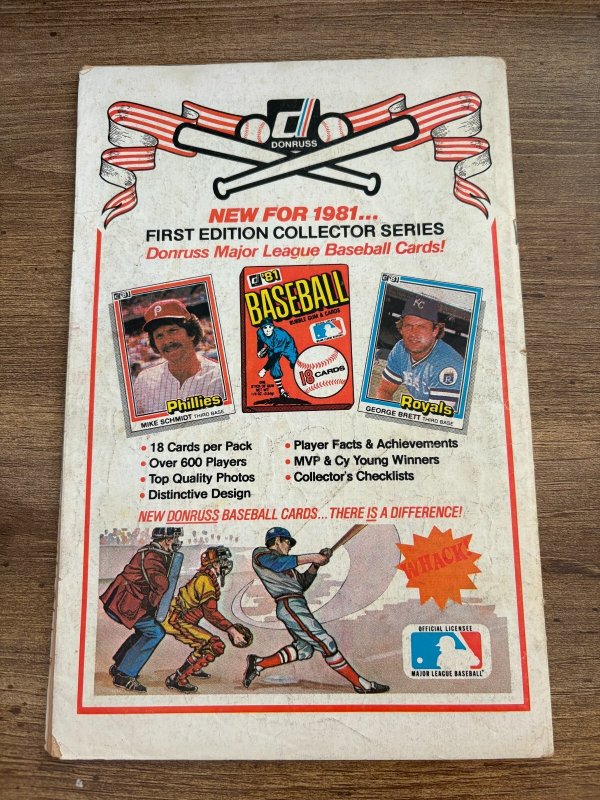 DONRUSS
NEW FOR 1981...
FIRST EDITION COLLECTOR SERIES
Donruss Major League Baseball Cards!
'81
P
Phillies
MIKE SCHMIDT THIRD BASE
'81
BASEBALL
BUBBLE GUM & CARDS
18 CARDS
'81
KC
Royals
GEORGE BRETT THIRD BASE
• 18 Cards per Pack
• Over 600 Players
• Top Quality Photos
• Distinctive Design
• Player Facts & Achievements
• MVP & Cy Young Winners
• Collector's Checklists
NEW DONRUSS BASEBALL CARDS...THERE IS A DIFFERENCE!
WHACK!
OFFICIAL LICENSEE
MAJOR LEAGUE BASEBALL